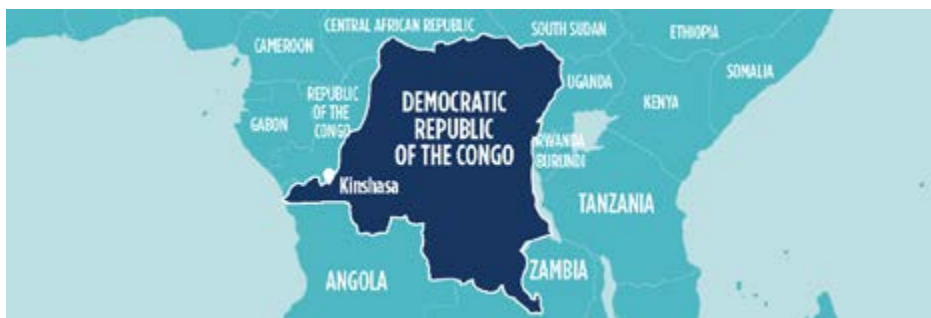 CENTRAL AFRICAN REPUBLIC
SOUTH SUDAN
ETHIOPIA
CAMEROON
SOMALIA
UGANDA
REPUBLIC
OF THE
CONGO
DEMOCRATIC
REPUBLIC
OF THE CONGO
KENYA
GABON
RWANDA
BURUNDI
Kinshasa
TANZANIA
ANGOLA
ZAMBIA